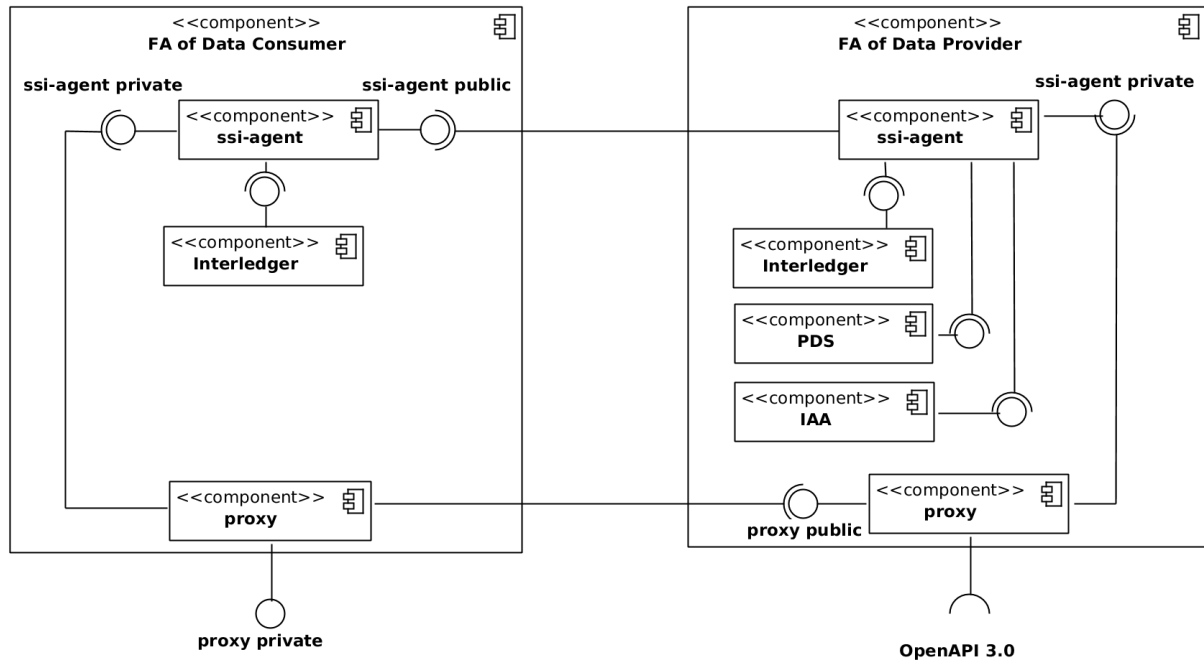 <<component>>
FA of Data Consumer
ssi-agent private
ssi-agent public
<<component>>
ssi-agent
<<component>>
Interledger
<<component>>
proxy
proxy private
<<component>>
FA of Data Provider
ssi-agent private
<<component>>
ssi-agent
<<component>>
Interledger
<<component>>
PDS
<<component>>
IAA
<<component>>
proxy
proxy public
OpenAPI 3.0